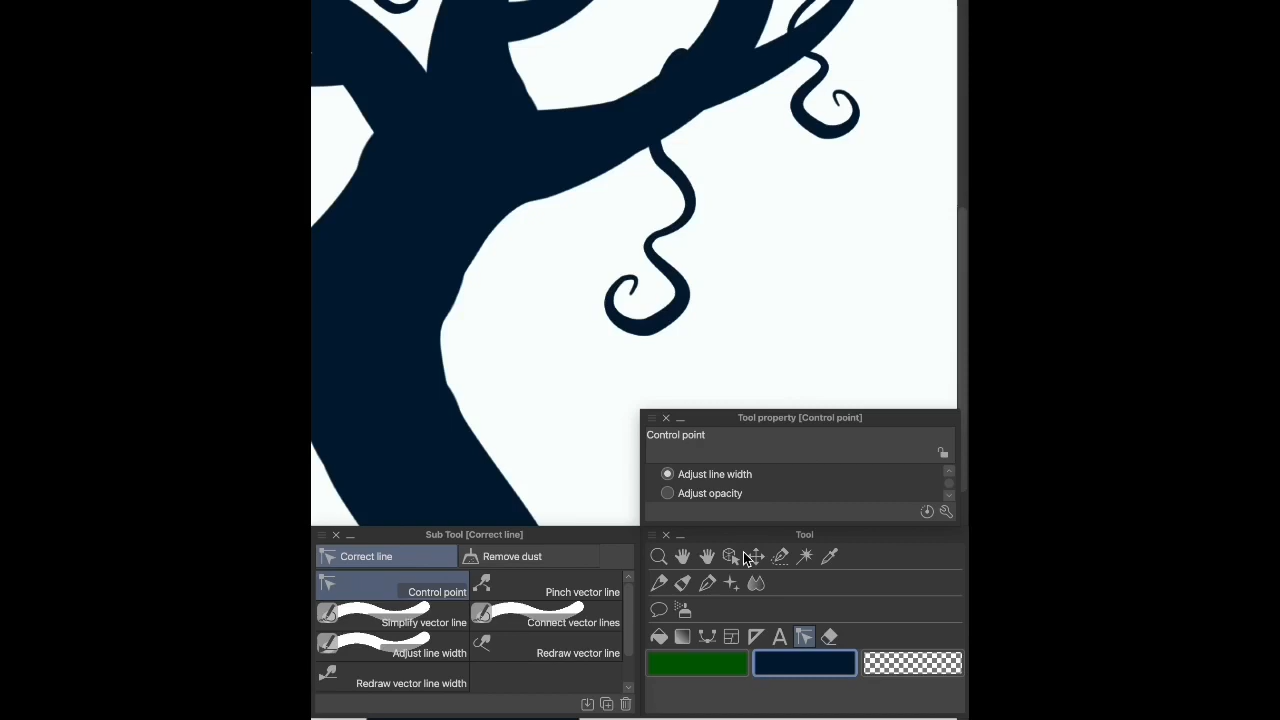 Tool property [Control point]
Control point
Adjust line width
Adjust opacity
Sub Tool [Correct line]
Tool
Correct line
Remove dust
Control point
Pinch vector line
Simplify vector line
Connect vector lines
Adjust line width
Redraw vector line
Redraw vector line width